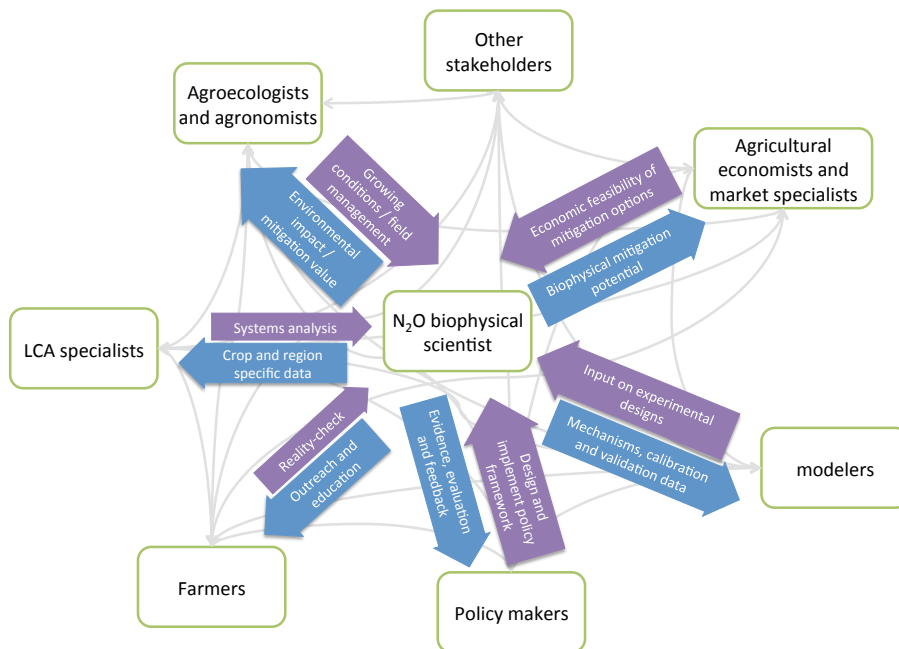 Other
stakeholders
Agroecologists
and agronomists
Agricultural
economists and
market specialists
Growing
conditions / field
management
Environmental
impact /
mitigation value
Economic feasibility of
mitigation options
Biophysical mitigation
potential
N₂O biophysical
scientist
LCA specialists
Systems analysis
Crop and region
specific data
Reality-check
Outreach and
education
Evidence, evaluation
and feedback
Design and
implement policy
framework
Input on experimental
designs
Mechanisms, calibration
and validation data
modelers
Farmers
Policy makers